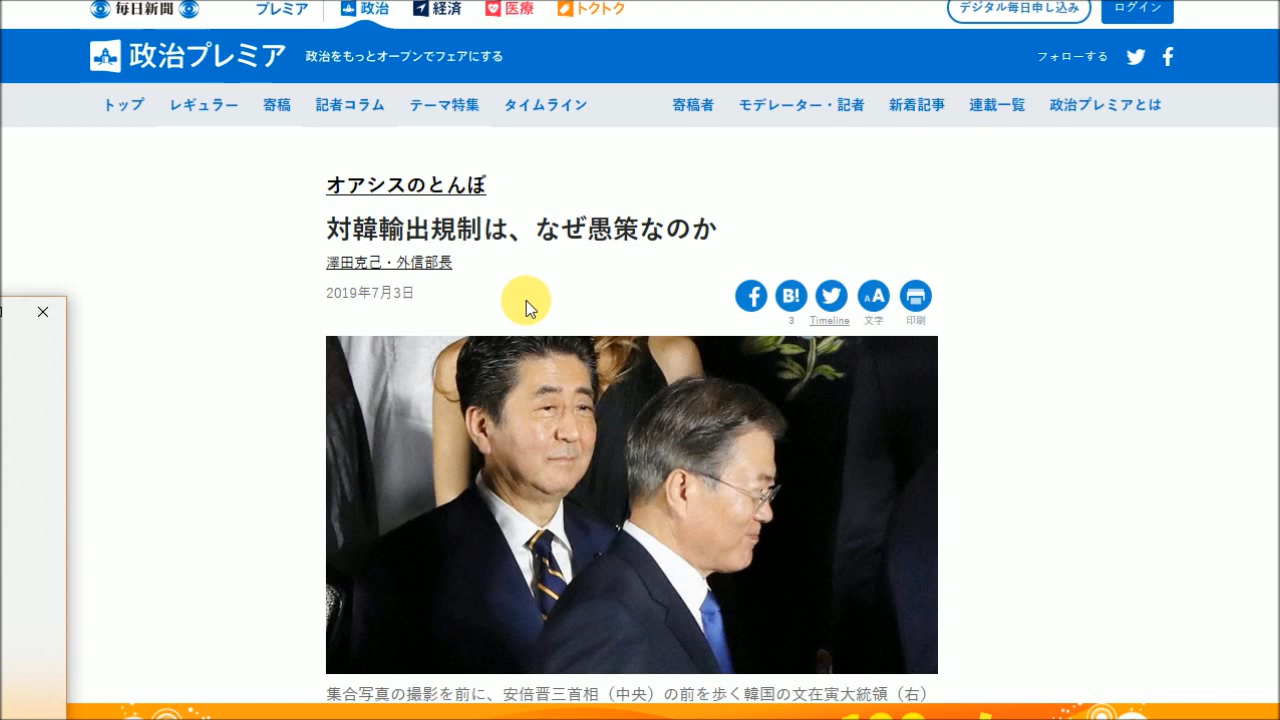 毎日新聞
プレミア
政治
経済
医療
トクトク
デジタル毎日申し込み
ログイン
政治プレミア
政治をもっとオープンでフェアにする
フォローする
トップ
レギュラー
寄稿
記者コラム
テーマ特集
タイムライン
寄稿者
モデレーター・記者
新着記事
連載一覧
政治プレミアとは
オアシスのとんぼ
対韓輸出規制は、なぜ愚策なのか
澤田克己・外信部長
2019年7月3日
B!
AA
3
Timeline
文字
印刷
集合写真の撮影を前に、安倍晋三首相（中央）の前を歩く韓国の文在寅大統領（右）